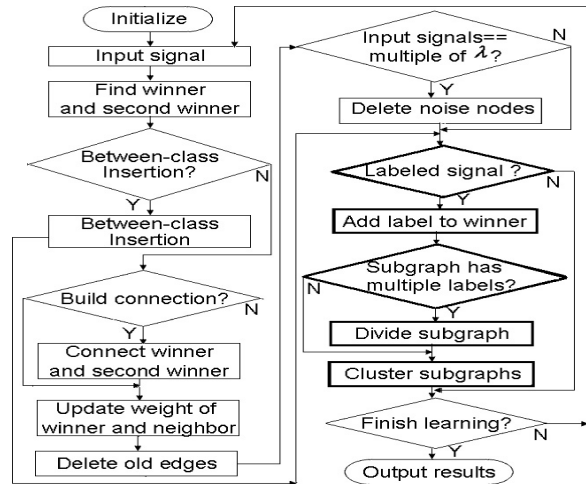 Initialize
Input signal
Find winner
and second winner
Between-class
Insertion?
N
Y
Between-class
Insertion
Build connection?
N
Y
Connect winner
and second winner
Update weight of
winner and neighbor
Delete old edges
Input signals==
multiple of λ?
N
Y
Delete noise nodes
Labeled signal ?
N
Y
Add label to winner
Subgraph has
multiple labels?
N
Y
Divide subgraph
Cluster subgraphs
Finish learning?
N
Y
Output results